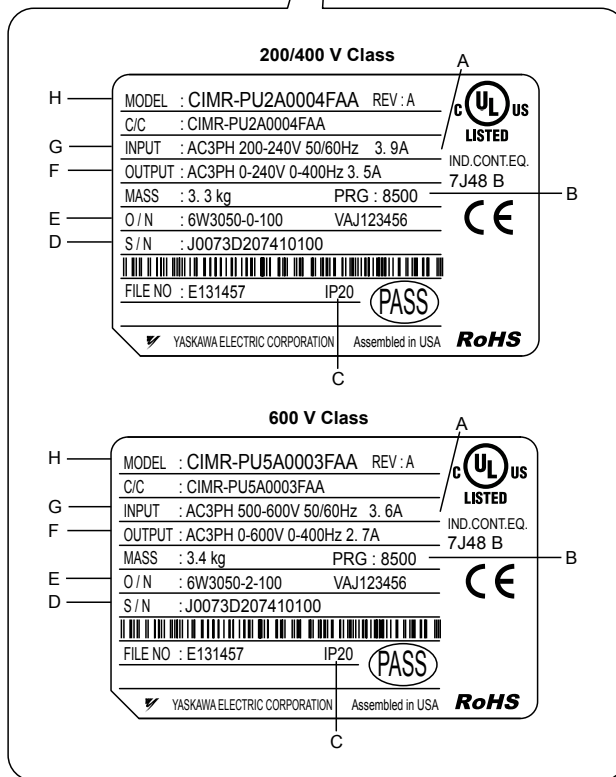 200/400 V Class
A
H
MODEL : CIMR-PU2A0004FAA REV : A
C/C : CIMR-PU2A0004FAA
G
INPUT : AC3PH 200-240V 50/60Hz 3. 9A
F
OUTPUT : AC3PH 0-240V 0-400Hz 3. 5A
MASS : 3. 3 kg PRG : 8500
B
E
O / N : 6W3050-0-100 VAJ123456
D
S / N : J0073D207410100
FILE NO : E131457 IP20
PASS
YASKAWA ELECTRIC CORPORATION Assembled in USA RoHS
C UL US
LISTED
IND.CONT.EQ.
7J48 B
CE
C
600 V Class
A
H
MODEL : CIMR-PU5A0003FAA REV : A
C/C : CIMR-PU5A0003FAA
G
INPUT : AC3PH 500-600V 50/60Hz 3. 6A
F
OUTPUT : AC3PH 0-600V 0-400Hz 2. 7A
MASS : 3.4 kg PRG : 8500
B
E
O / N : 6W3050-2-100 VAJ123456
D
S / N : J0073D207410100
FILE NO : E131457 IP20
PASS
YASKAWA ELECTRIC CORPORATION Assembled in USA RoHS
C UL US
LISTED
IND.CONT.EQ.
7J48 B
CE
C